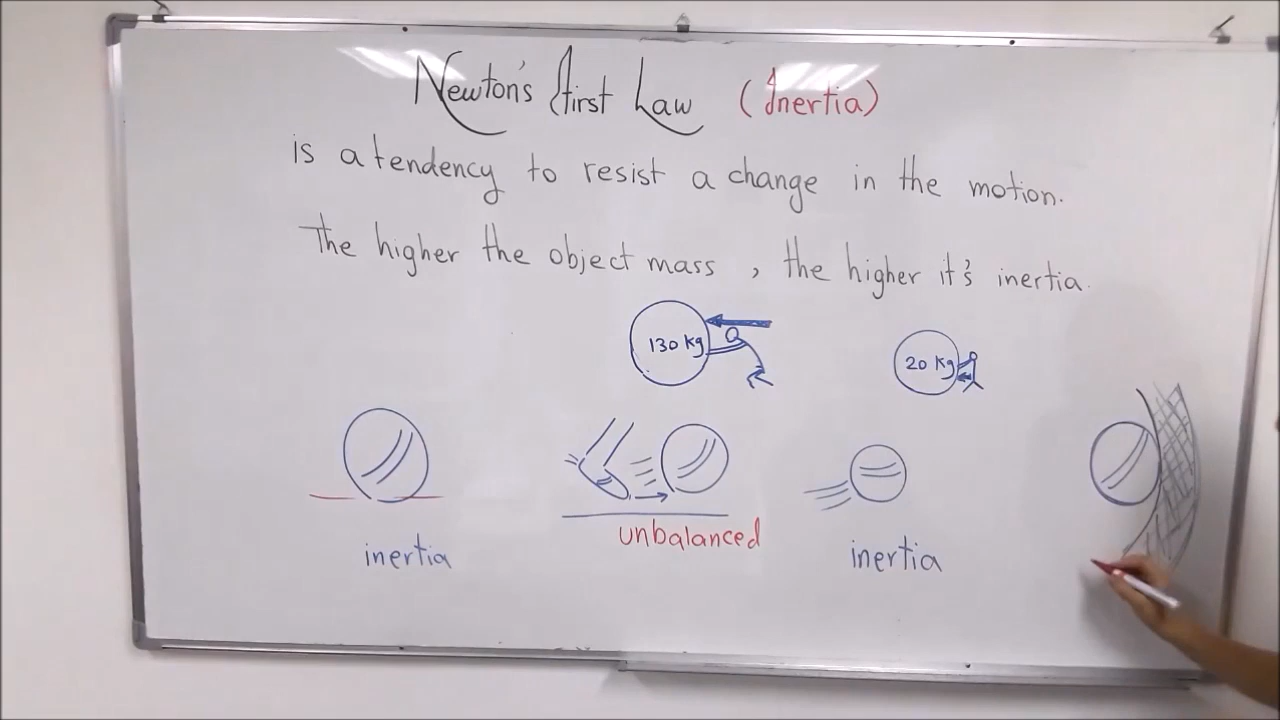 Newton's first Law (Inertia)
is a tendency to resist a change in the motion.
The higher the object mass , the higher it's inertia.
130 kg
20 kg
unbalanced
inertia
inertia